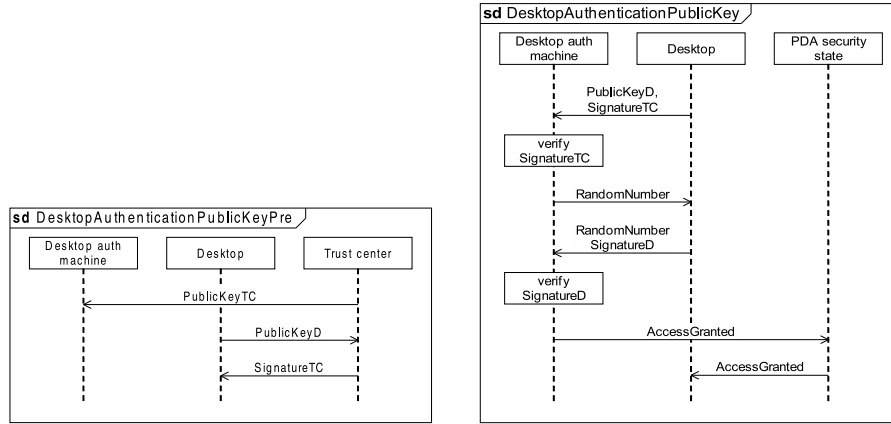 sd DesktopAuthenticationPublicKeyPre
Desktop auth
machine
Desktop
Trust center
PublicKeyTC
PublicKeyD
SignatureTC
sd DesktopAuthenticationPublicKey
Desktop auth
machine
Desktop
PDA security
state
PublicKeyD,
SignatureTC
verify
SignatureTC
RandomNumber
RandomNumber
SignatureD
verify
SignatureD
AccessGranted
AccessGranted